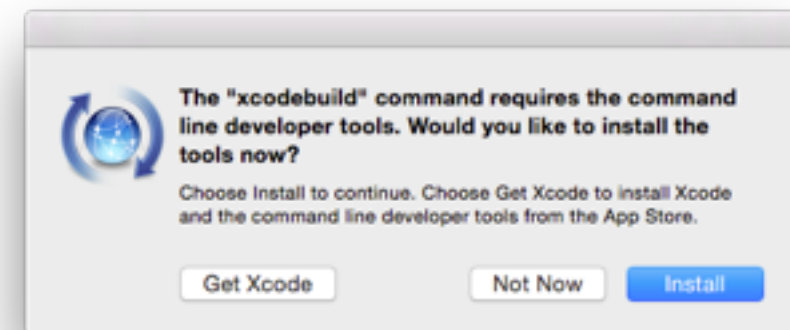 The "xcodebuild" command requires the command
line developer tools. Would you like to install the
tools now?
Choose Install to continue. Choose Get Xcode to install Xcode
and the command line developer tools from the App Store.
Get Xcode
Not Now
Install